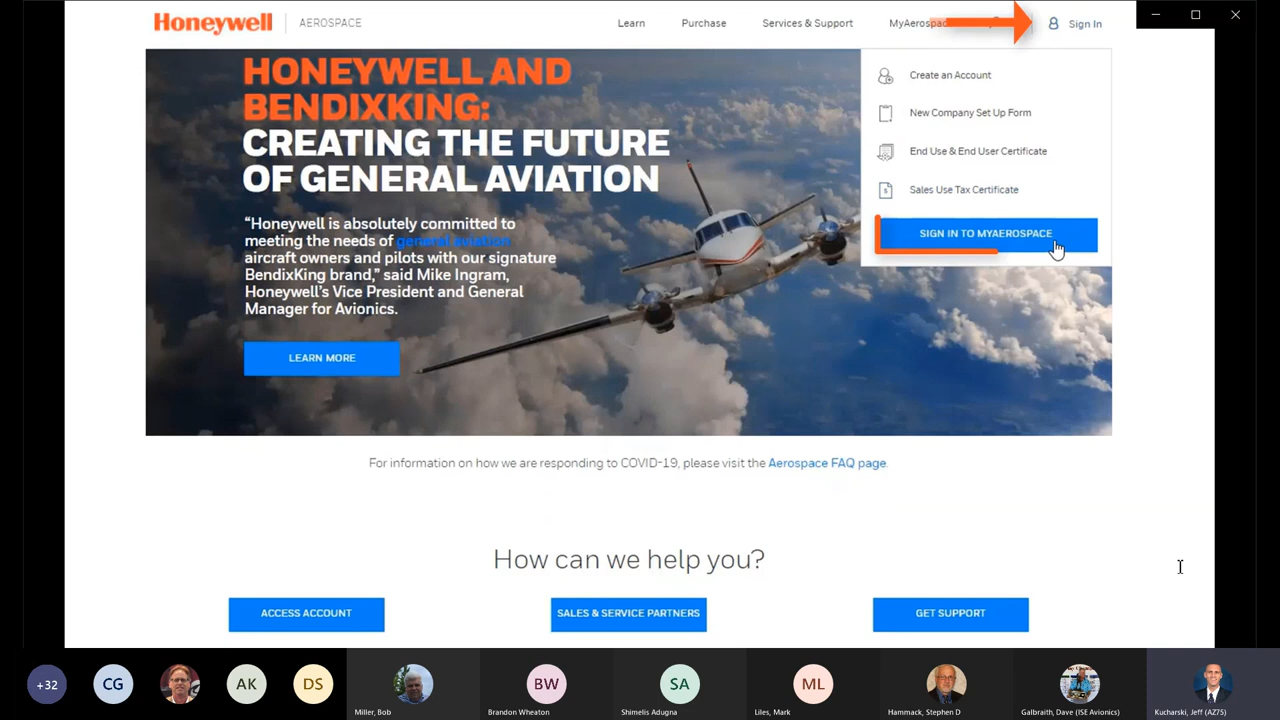 Honeywell
AEROSPACE
Learn
Purchase
Services & Support
Sign In
HONEYWELL AND
BENDIXKING:
CREATING THE FUTURE
OF GENERAL AVIATION
"Honeywell is absolutely committed to
meeting the needs of general aviation
aircraft owners and pilots with our signature
BendixKing brand," said Mike Ingram,
Honeywell's Vice President and General
Manager for Avionics.
LEARN MORE
Create an Account
New Company Set Up Form
End Use & End User Certificate
Sales Use Tax Certificate
SIGN IN TO MYAEROSPACE
For information on how we are responding to COVID-19, please visit the Aerospace FAQ page.
How can we help you?
ACCESS ACCOUNT
SALES & SERVICE PARTNERS
GET SUPPORT
+32
CG
AK
DS
BW
SA
ML
Miller, Bob
Brandon Wheaton
Shimelis Adugna
Liles, Mark
Hammack, Stephen D
Galbraith, Dave (ISE Avionics)
Kucharski, Jeff (AZ75)